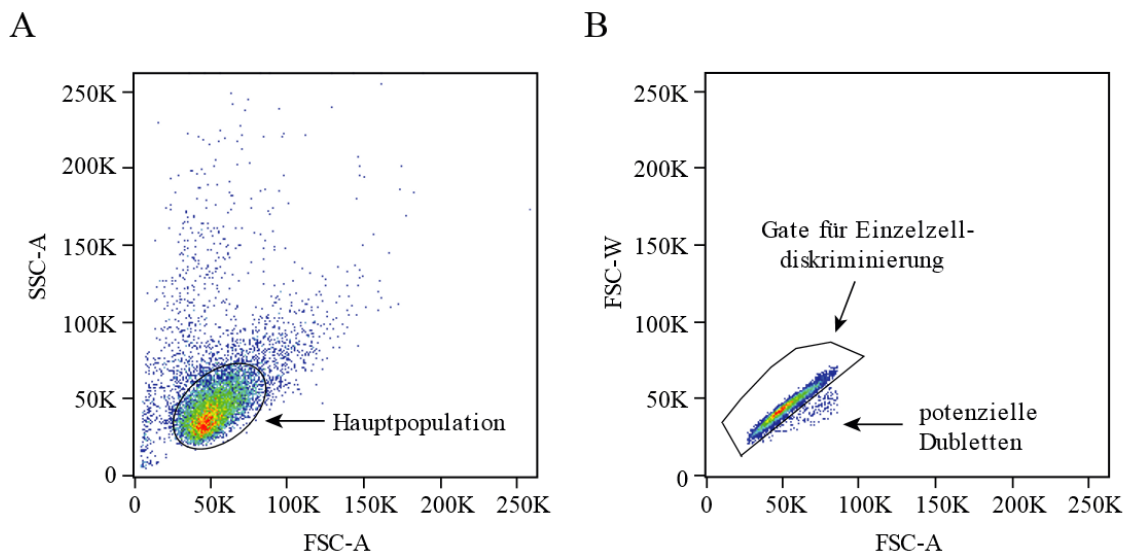 A
B
250K
200K
150K
100K
50K
0
SSC-A
Hauptpopulation
0
50K
100K
150K
200K
250K
FSC-A
250K
200K
150K
100K
50K
0
FSC-W
Gate für Einzelzell-
diskriminierung
potenzielle
Dubletten
0
50K
100K
150K
200K
250K
FSC-A